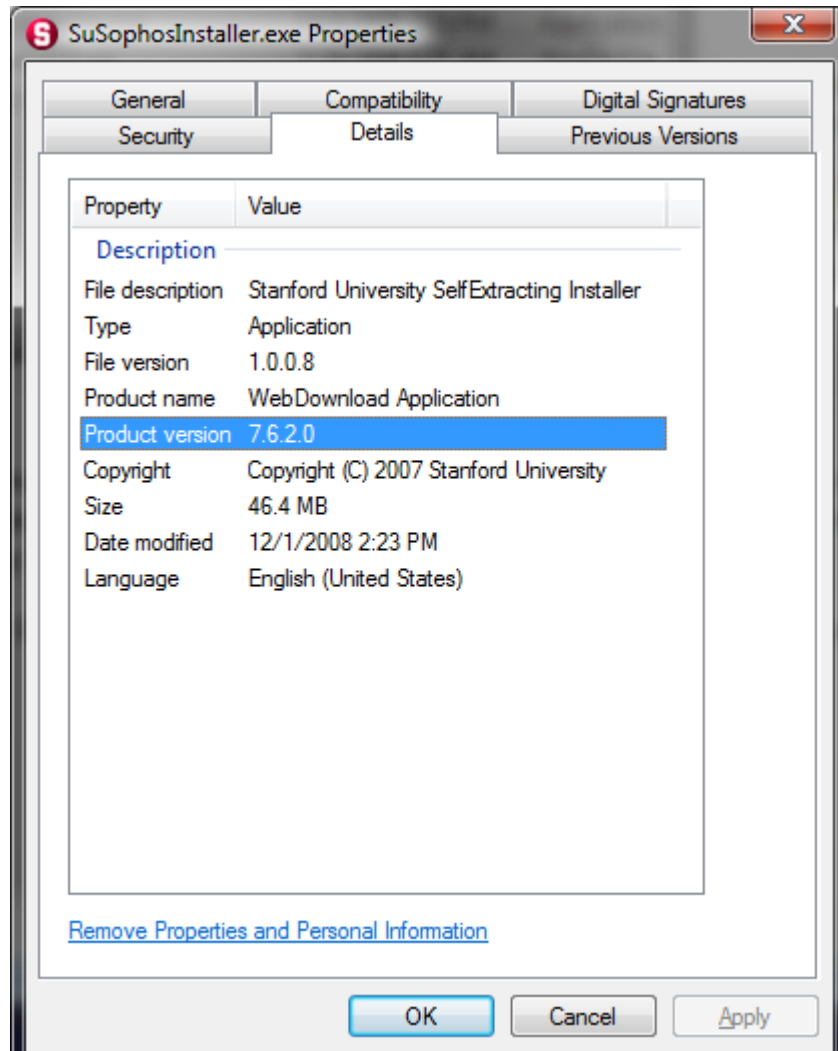 SuSophosInstaller.exe Properties
General Compatibility Digital Signatures
Security Details Previous Versions
Property Value
Description
File description Stanford University SelfExtracting Installer
Type Application
File version 1.0.0.8
Product name WebDownload Application
Product version 7.6.2.0
Copyright Copyright (C) 2007 Stanford University
Size 46.4 MB
Date modified 12/1/2008 2:23 PM
Language English (United States)
Remove Properties and Personal Information
OK Cancel Apply